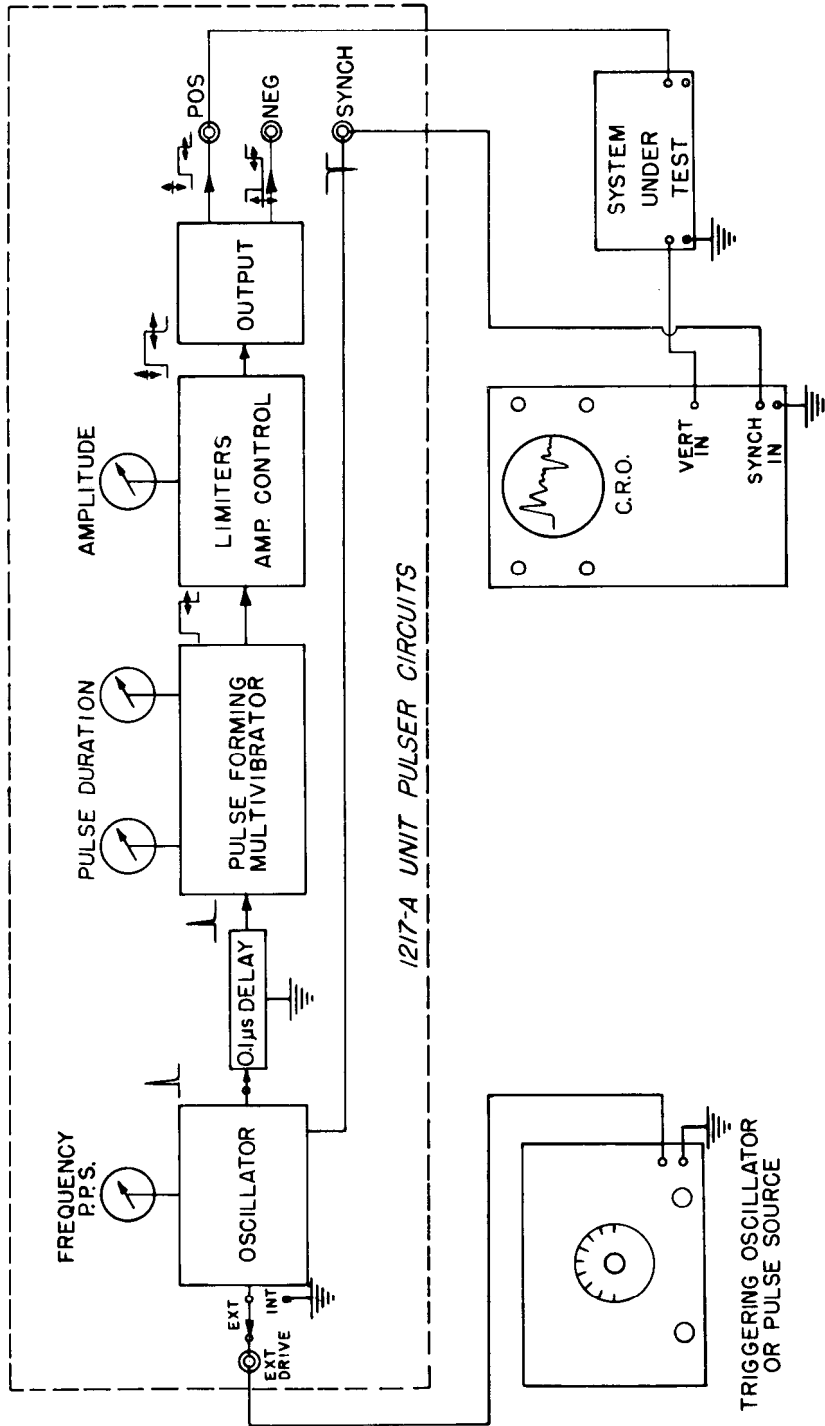 FREQUENCY
P.P.S.
PULSE DURATION
AMPLITUDE
EXT
INT
EXT
DRIVE
OSCILLATOR
0.1µs DELAY
PULSE FORMING
MULTIVIBRATOR
LIMITERS
AMP. CONTROL
OUTPUT
POS
NEG
SYNCH
1217-A UNIT PULSER CIRCUITS
TRIGGERING OSCILLATOR
OR PULSE SOURCE
C.R.O.
VERT
IN
SYNCH
IN
SYSTEM
UNDER
TEST